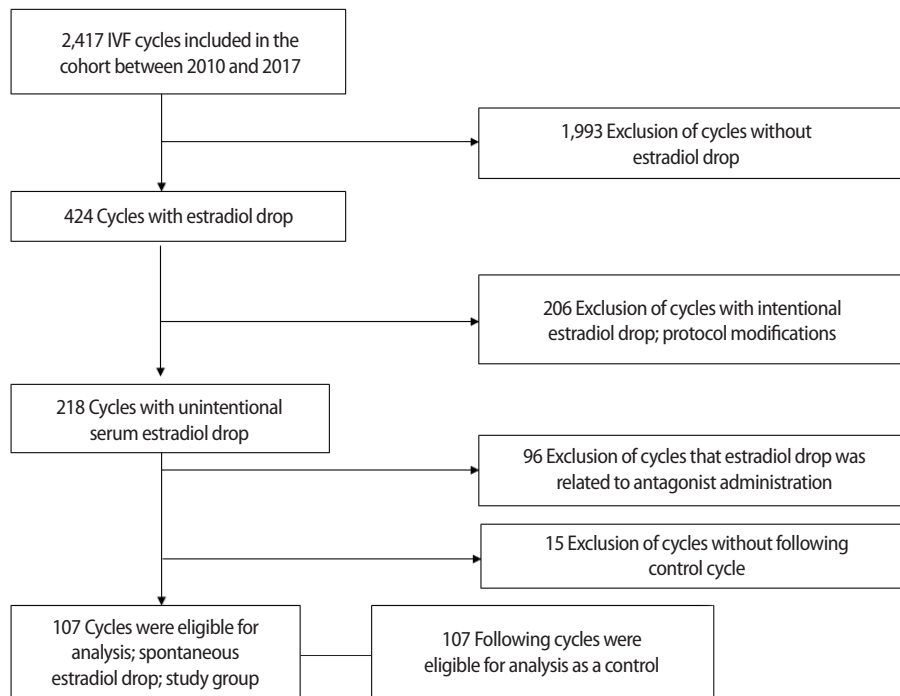 2,417 IVF cycles included in the
cohort between 2010 and 2017
1,993 Exclusion of cycles without
estradiol drop
424 Cycles with estradiol drop
206 Exclusion of cycles with intentional
estradiol drop; protocol modifications
218 Cycles with unintentional
serum estradiol drop
96 Exclusion of cycles that estradiol drop was
related to antagonist administration
15 Exclusion of cycles without following
control cycle
107 Cycles were eligible for
analysis; spontaneous
estradiol drop; study group
107 Following cycles were
eligible for analysis as a control